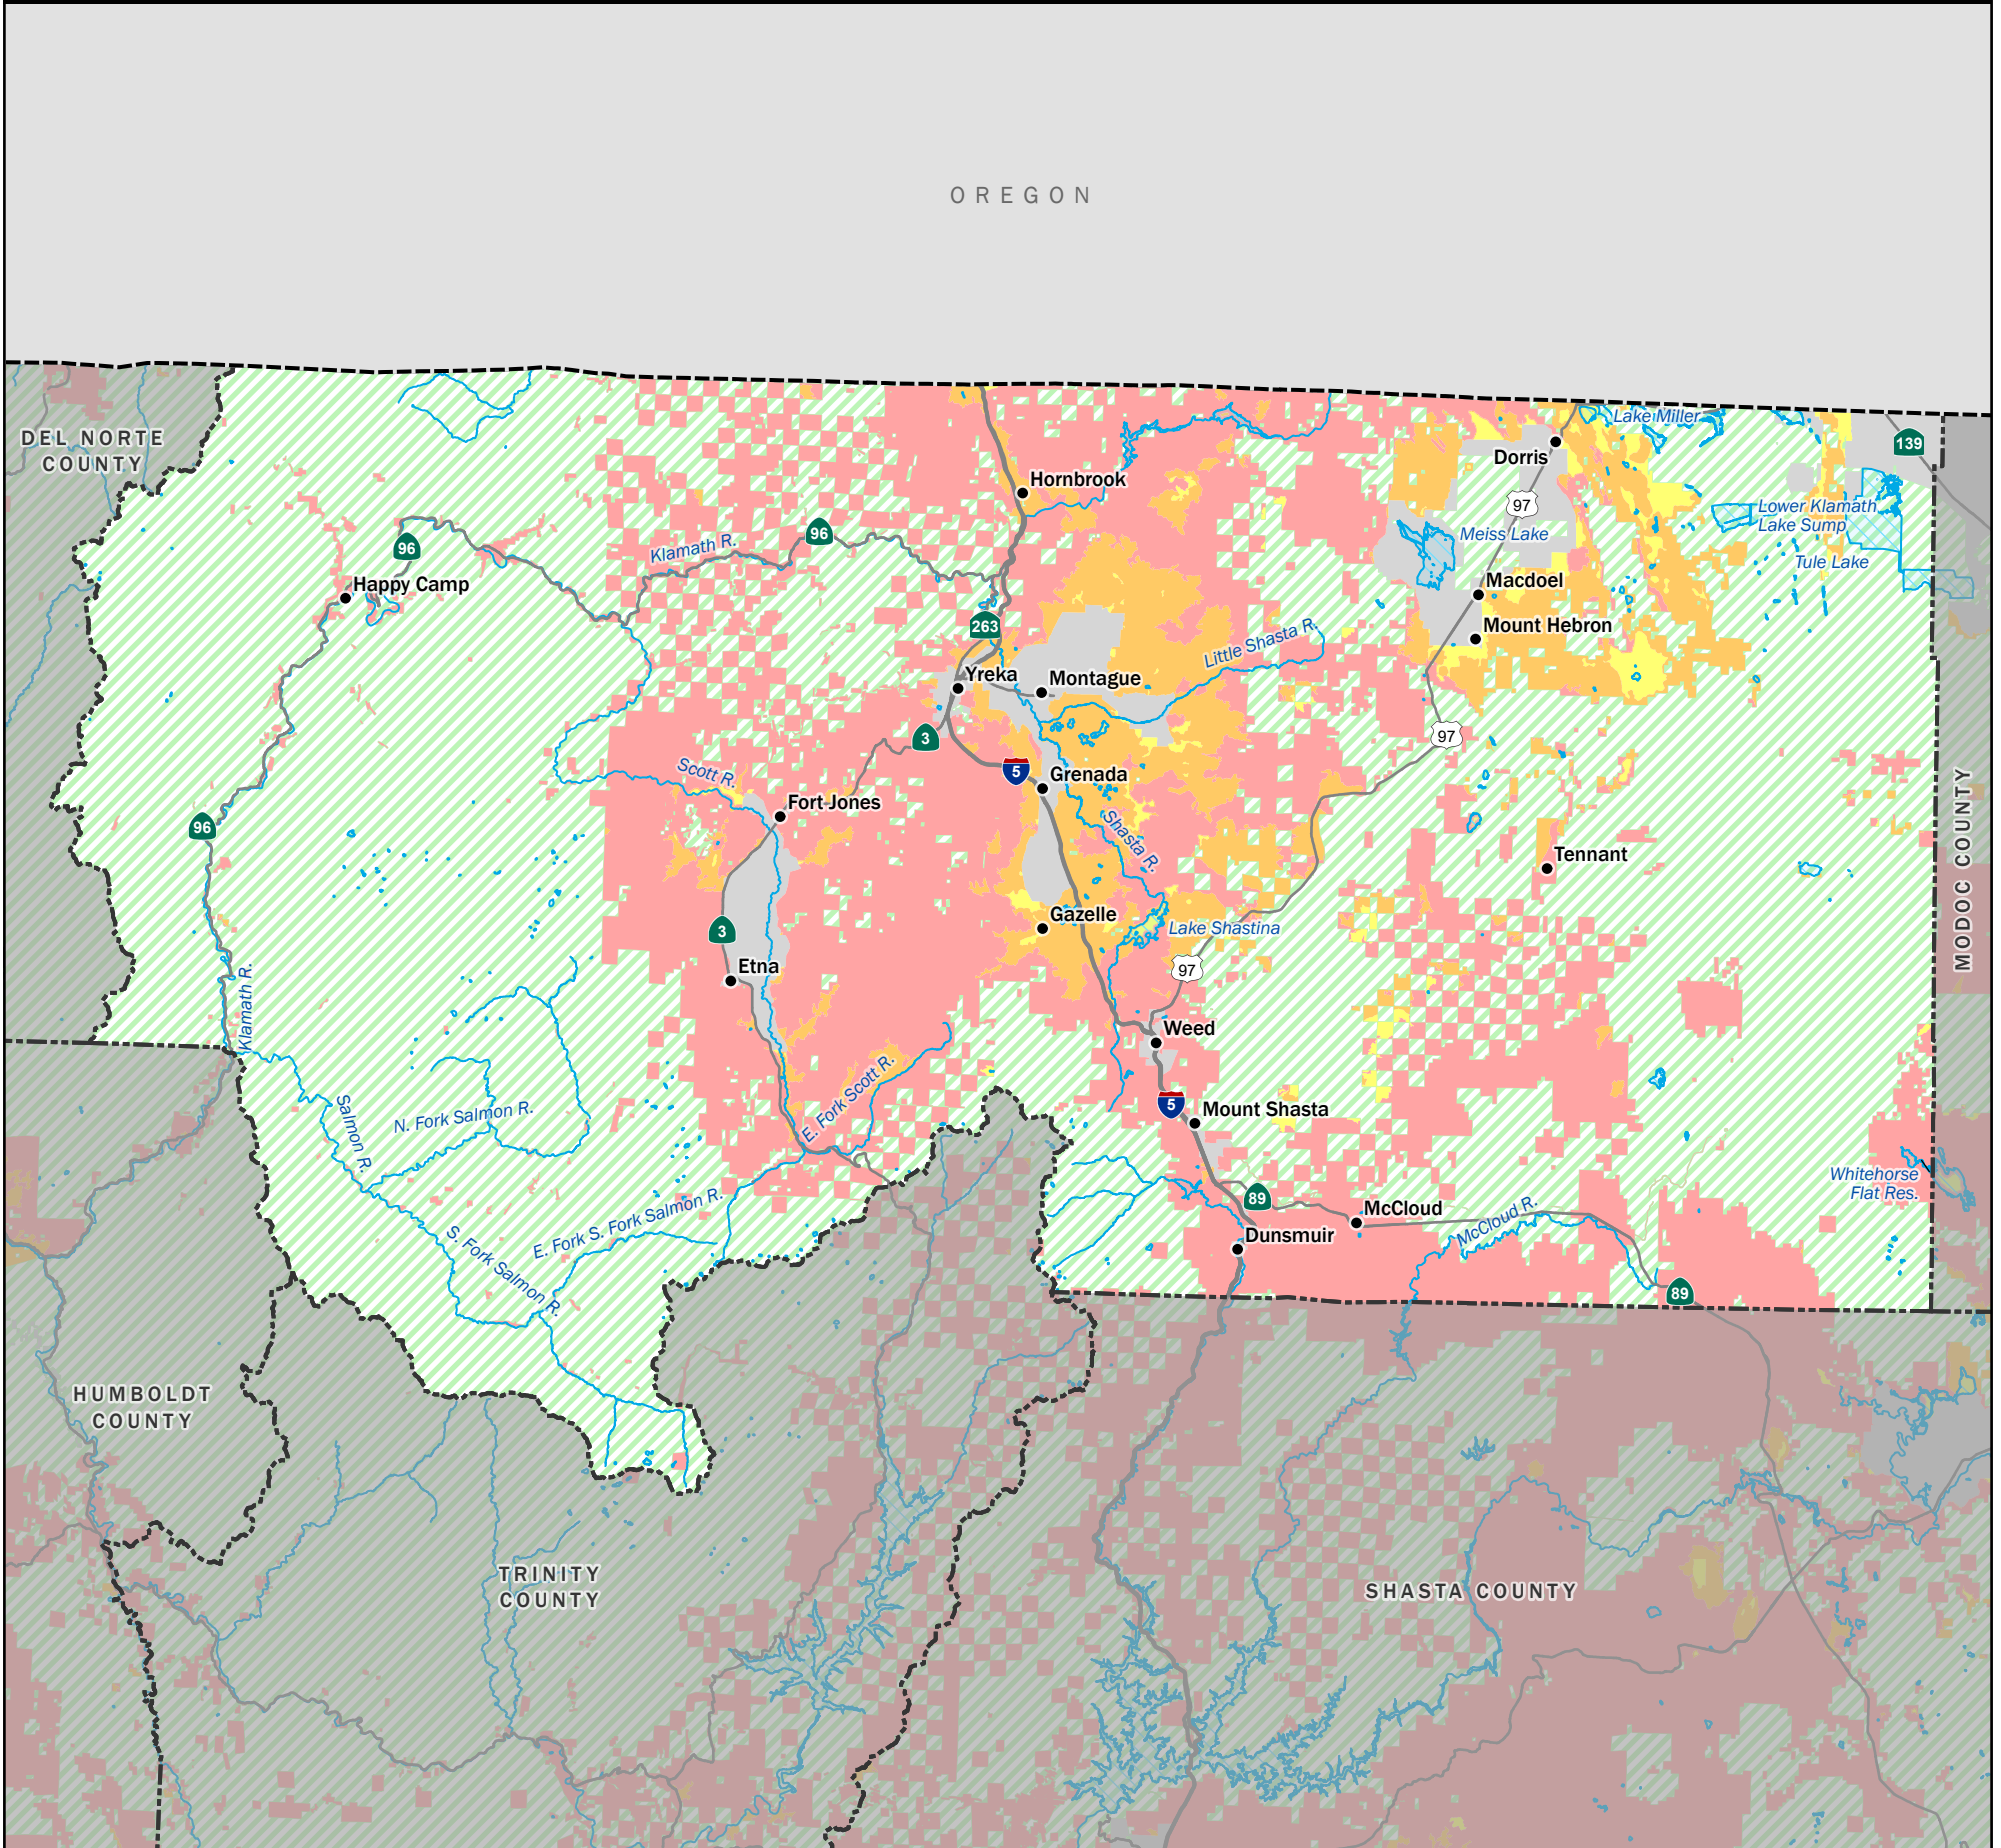 OREGON
Lake Miller
DEL NORTE
COUNTY
139
Dorris
Hornbrook
97
Lower Klamath
Lake Sump
96
Klamath R.
96
Meiss Lake
Tule Lake
Happy Camp
Macdoel
263
Mount Hebron
Little Shasta R.
Yreka
Montague
3
97
Scott R.
5
Grenada
Fort Jones
96
Shasta R.
Tennant
MODOC COUNTY
3
Gazelle
Lake Shastina
Etna
97
Klamath R.
Weed
E. Fork Scott R.
5
Mount Shasta
N. Fork Salmon R.
Salmon R.
Whitehorse
Flat Res.
89
McCloud
McCloud R.
E. Fork S. Fork Salmon R.
Dunsmuir
S. Fork Salmon R.
89
HUMBOLDT
COUNTY
TRINITY
COUNTY
SHASTA COUNTY